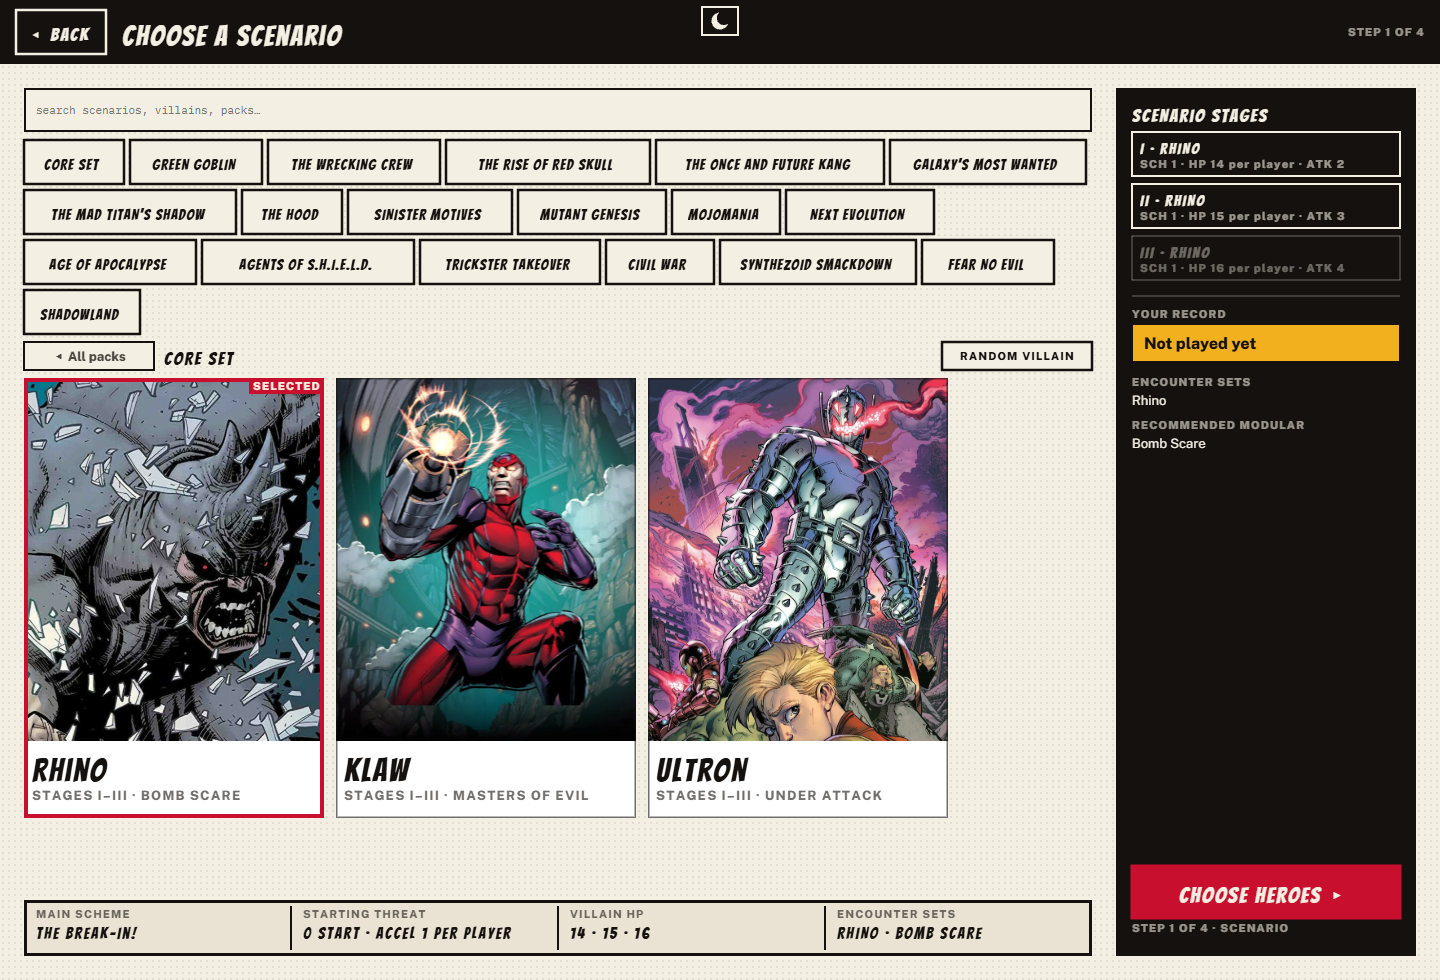 ◂ BACK
CHOOSE A SCENARIO
STEP 1 OF 4
search scenarios, villains, packs…
CORE SET
GREEN GOBLIN
THE WRECKING CREW
THE RISE OF RED SKULL
THE ONCE AND FUTURE KANG
GALAXY'S MOST WANTED
THE MAD TITAN'S SHADOW
THE HOOD
SINISTER MOTIVES
MUTANT GENESIS
MOJOMANIA
NEXT EVOLUTION
AGE OF APOCALYPSE
AGENTS OF S.H.I.E.L.D.
TRICKSTER TAKEOVER
CIVIL WAR
SYNTHEZOID SMACKDOWN
FEAR NO EVIL
SHADOWLAND
◂ All packs
CORE SET
RANDOM VILLAIN
SELECTED
RHINO
STAGES I–III · BOMB SCARE
KLAW
STAGES I–III · MASTERS OF EVIL
ULTRON
STAGES I–III · UNDER ATTACK
MAIN SCHEME
THE BREAK-IN!
STARTING THREAT
0 START · ACCEL 1 PER PLAYER
VILLAIN HP
14 · 15 · 16
ENCOUNTER SETS
RHINO · BOMB SCARE
SCENARIO STAGES
I · RHINO
SCH 1 · HP 14 per player · ATK 2
II · RHINO
SCH 1 · HP 15 per player · ATK 3
III · RHINO
SCH 1 · HP 16 per player · ATK 4
YOUR RECORD
Not played yet
ENCOUNTER SETS
Rhino
RECOMMENDED MODULAR
Bomb Scare
CHOOSE HEROES ▸
STEP 1 OF 4 · SCENARIO